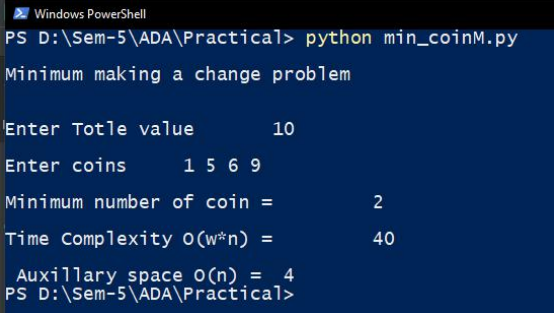 Windows PowerShell
PS D:\Sem-5\ADA\Practical> python min_coinM.py
Minimum making a change problem
Enter Totle value 10
Enter coins 1 5 6 9
Minimum number of coin = 2
Time Complexity O(w*n) = 40
Auxillary space O(n) = 4
PS D:\Sem-5\ADA\Practical>